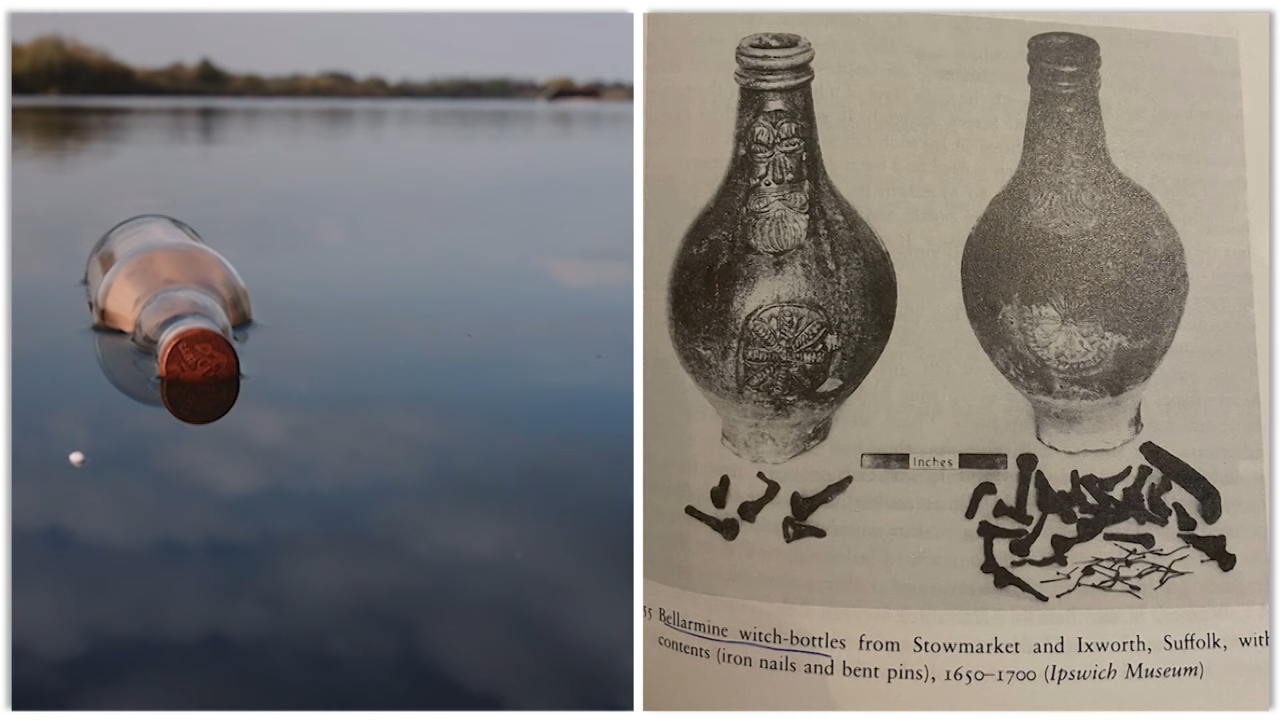 Inches
55 Bellarmine witch-bottles from Stowmarket and Ixworth, Suffolk, with
contents (iron nails and bent pins), 1650–1700 (Ipswich Museum)